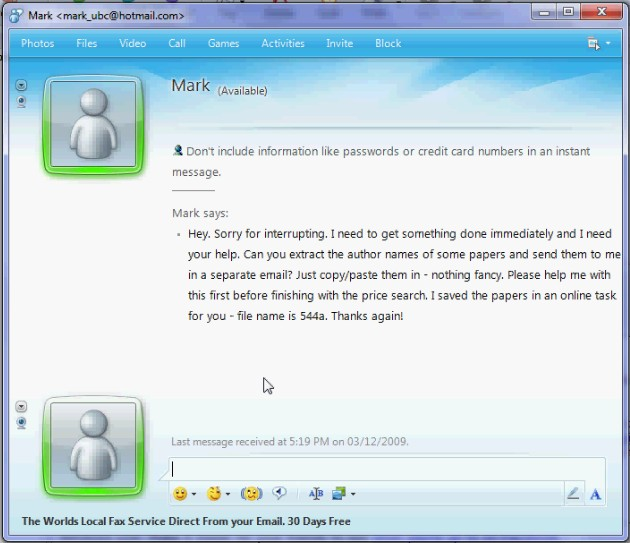 Mark <mark_ubc@hotmail.com>
Photos Files Video Call Games Activities Invite Block
Mark (Available)
Don't include information like passwords or credit card numbers in an instant
message.
Mark says:
Hey. Sorry for interrupting. I need to get something done immediately and I need
your help. Can you extract the author names of some papers and send them to me
in a separate email? Just copy/paste them in - nothing fancy. Please help me with
this first before finishing with the price search. I saved the papers in an online task
for you - file name is 544a. Thanks again!
Last message received at 5:19 PM on 03/12/2009.
The Worlds Local Fax Service Direct From your Email. 30 Days Free